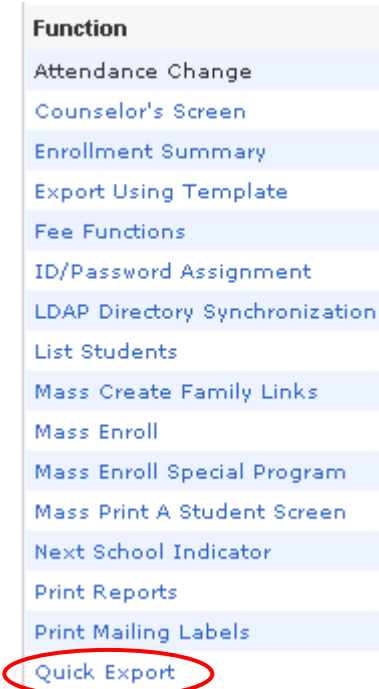 Function
Attendance Change
Counselor's Screen
Enrollment Summary
Export Using Template
Fee Functions
ID/Password Assignment
LDAP Directory Synchronization
List Students
Mass Create Family Links
Mass Enroll
Mass Enroll Special Program
Mass Print A Student Screen
Next School Indicator
Print Reports
Print Mailing Labels
Quick Export